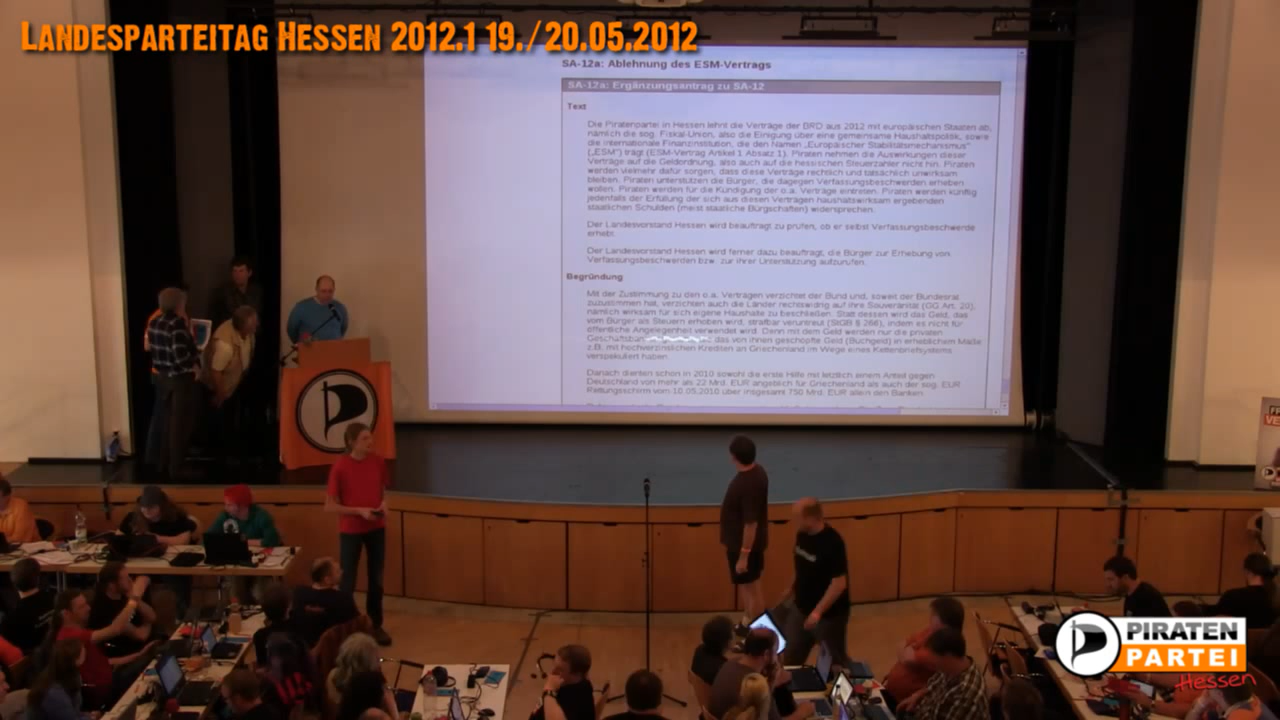 LANDESPARTEITAG HESSEN 2012.1 19./20.05.2012
SA-12a: Ablehnung des ESM-Vertrags
SA-12a: Ergänzungsantrag zu SA-12
Text
Die Piratenpartei in Hessen lehnt die Verträge der BRD aus 2012 mit europäischen Staaten ab,
nämlich die sog. Fiskal-Union, also die Einigung über eine gemeinsame Haushaltspolitik, sowie
die internationale Finanzinstitution, die den Namen „Europäischer Stabilitätsmechanismus"
(„ESM") trägt (ESM-Vertrag Artikel 1 Absatz 1). Piraten nehmen die Auswirkungen dieser
Verträge auf die Geldordnung, also auch auf die hessischen Steuerzahler nicht hin. Piraten
werden vielmehr dafür sorgen, dass diese Verträge rechtlich und tatsächlich unwirksam
bleiben. Piraten unterstützen die Bürger, die dagegen Verfassungsbeschwerden erheben
wollen. Piraten werden für die Kündigung der o.a. Verträge eintreten. Piraten werden künftig
jedenfalls der Erfüllung der sich aus diesen Verträgen haushaltswirksam ergebenden
staatlichen Schulden (meist staatliche Bürgschaften) widersprechen.
Der Landesvorstand Hessen wird beauftragt zu prüfen, ob er selbst Verfassungsbeschwerde
erhebt.
Der Landesvorstand Hessen wird ferner dazu beauftragt, die Bürger zur Erhebung von
Verfassungsbeschwerden bzw. zur ihrer Unterstützung aufzurufen.
Begründung
Mit der Zustimmung zu den o.a. Verträgen verzichtet der Bund und, soweit der Bundesrat
zuzustimmen hat, verzichten auch die Länder rechtswidrig auf ihre Souveränität (GG Art. 20),
nämlich wirksam für sich eigene Haushalte zu beschließen. Statt dessen wird das Geld, das
vom Bürger als Steuern erhoben wird, strafbar veruntreut (StGB § 266), indem es nicht für
öffentliche Angelegenheit verwendet wird. Denn mit dem Geld werden nur die privaten
das von ihnen geschöpfte Geld (Buchgeld) in erheblichem Maße
z.B. mit hochverzinslichen Krediten an Griechenland im Wege eines Kettenbriefsystems
verspekuliert haben.
Danach dienten schon in 2010 sowohl die erste Hilfe mit letztlich einem Anteil gegen
Deutschland von mehr als 22 Mrd. EUR angeblich für Griechenland als auch der sog. EUR
Rettungsschirm vom 10.05.2010 über insgesamt 750 Mrd. EUR allein den Banken
PIRATEN
PARTEI
Hessen